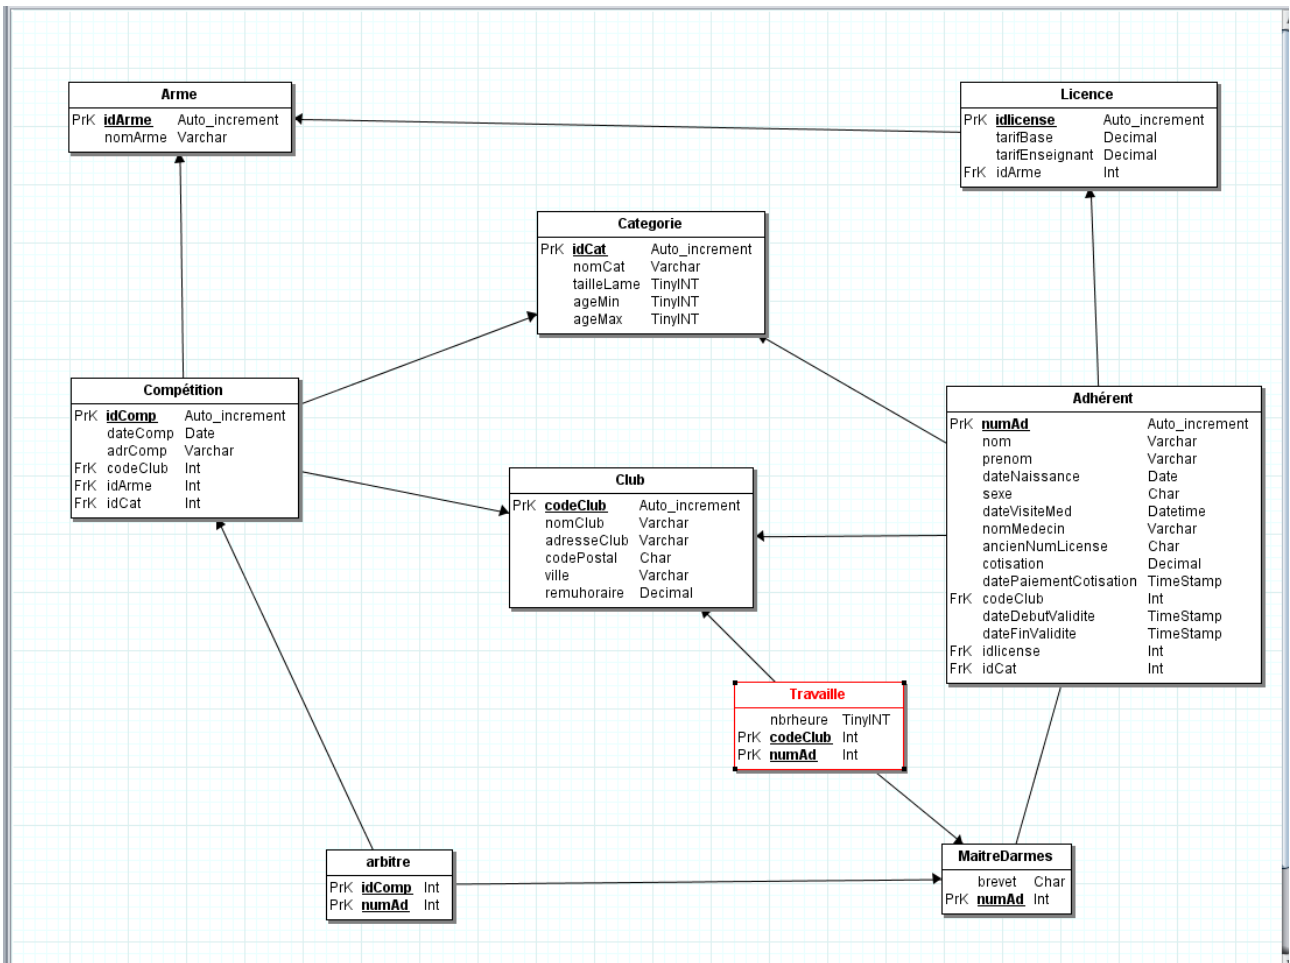 Arme
PrK idArme Auto_increment
nomArme Varchar
Licence
PrK idlicense Auto_increment
tarifBase Decimal
tarifEnseignant Decimal
FrK idArme Int
Categorie
PrK idCat Auto_increment
nomCat Varchar
tailleLame TinyINT
ageMin TinyINT
ageMax TinyINT
Compétition
PrK idComp Auto_increment
dateComp Date
adrComp Varchar
FrK codeClub Int
FrK idArme Int
FrK idCat Int
Adhérent
PrK numAd Auto_increment
nom Varchar
prenom Varchar
dateNaissance Date
sexe Char
dateVisiteMed Datetime
nomMedecin Varchar
ancienNumLicense Char
cotisation Decimal
datePaiementCotisation TimeStamp
FrK codeClub Int
dateDebutValidite TimeStamp
dateFinValidite TimeStamp
FrK idlicense Int
FrK idCat Int
Club
PrK codeClub Auto_increment
nomClub Varchar
adresseClub Varchar
codePostal Char
ville Varchar
remuhoraire Decimal
Travaille
nbrheure TinyINT
PrK codeClub Int
PrK numAd Int
arbitre
PrK idComp Int
PrK numAd Int
MaitreDarmes
brevet Char
PrK numAd Int